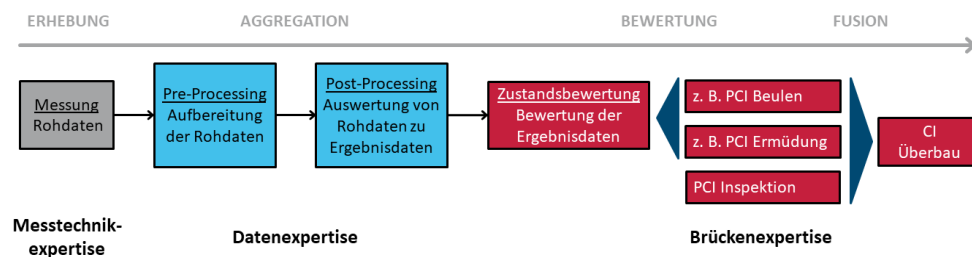 ERHEBUNG
AGGREGATION
BEWERTUNG
FUSION
Messung
Rohdaten
Pre-Processing
Aufbereitung
der Rohdaten
Post-Processing
Auswertung von
Rohdaten zu
Ergebnisdaten
Zustandsbewertung
Bewertung der
Ergebnisdaten
z. B. PCI Beulen
z. B. PCI Ermüdung
PCI Inspektion
CI
Überbau
Messtechnik-
expertise
Datenexpertise
Brückenexpertise